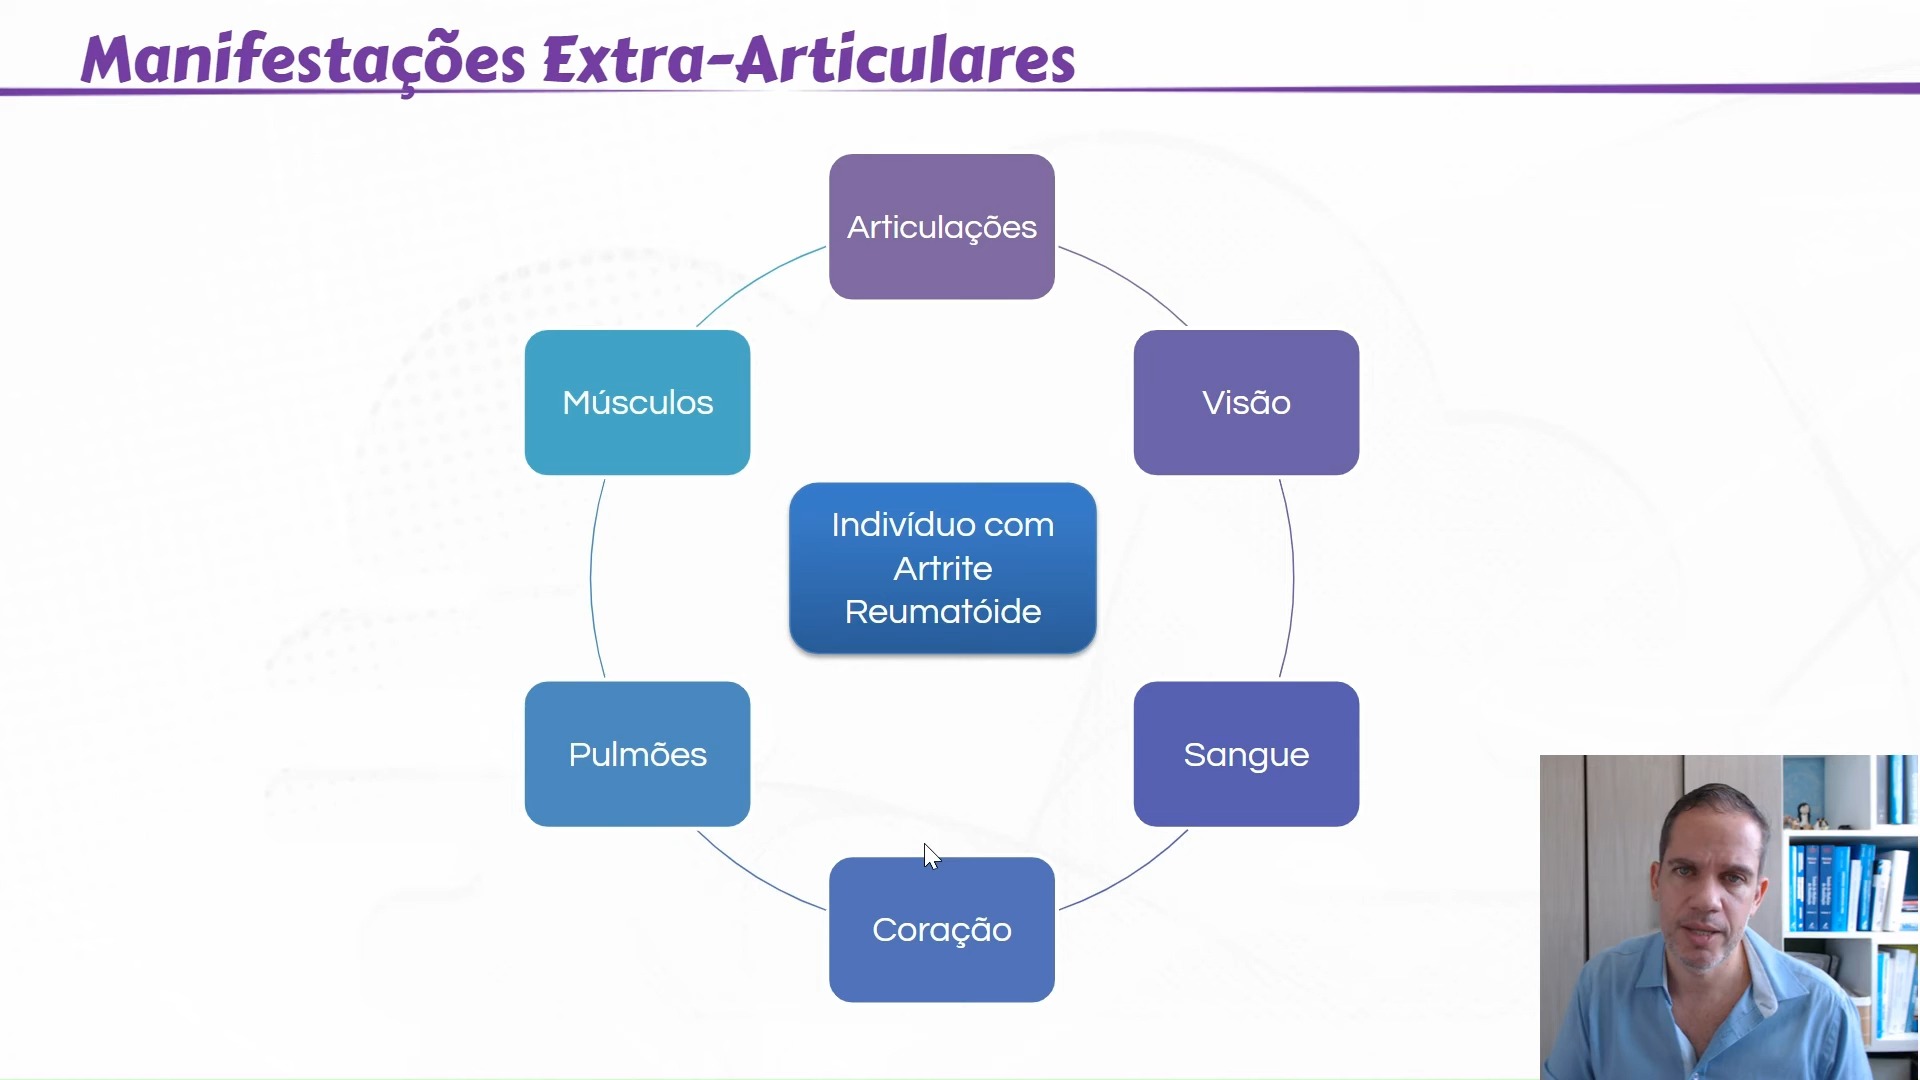 Manifestações Extra-Articulares
Articulações
Músculos
Visão
Indivíduo com
Artrite
Reumatóide
Pulmões
Sangue
Coração